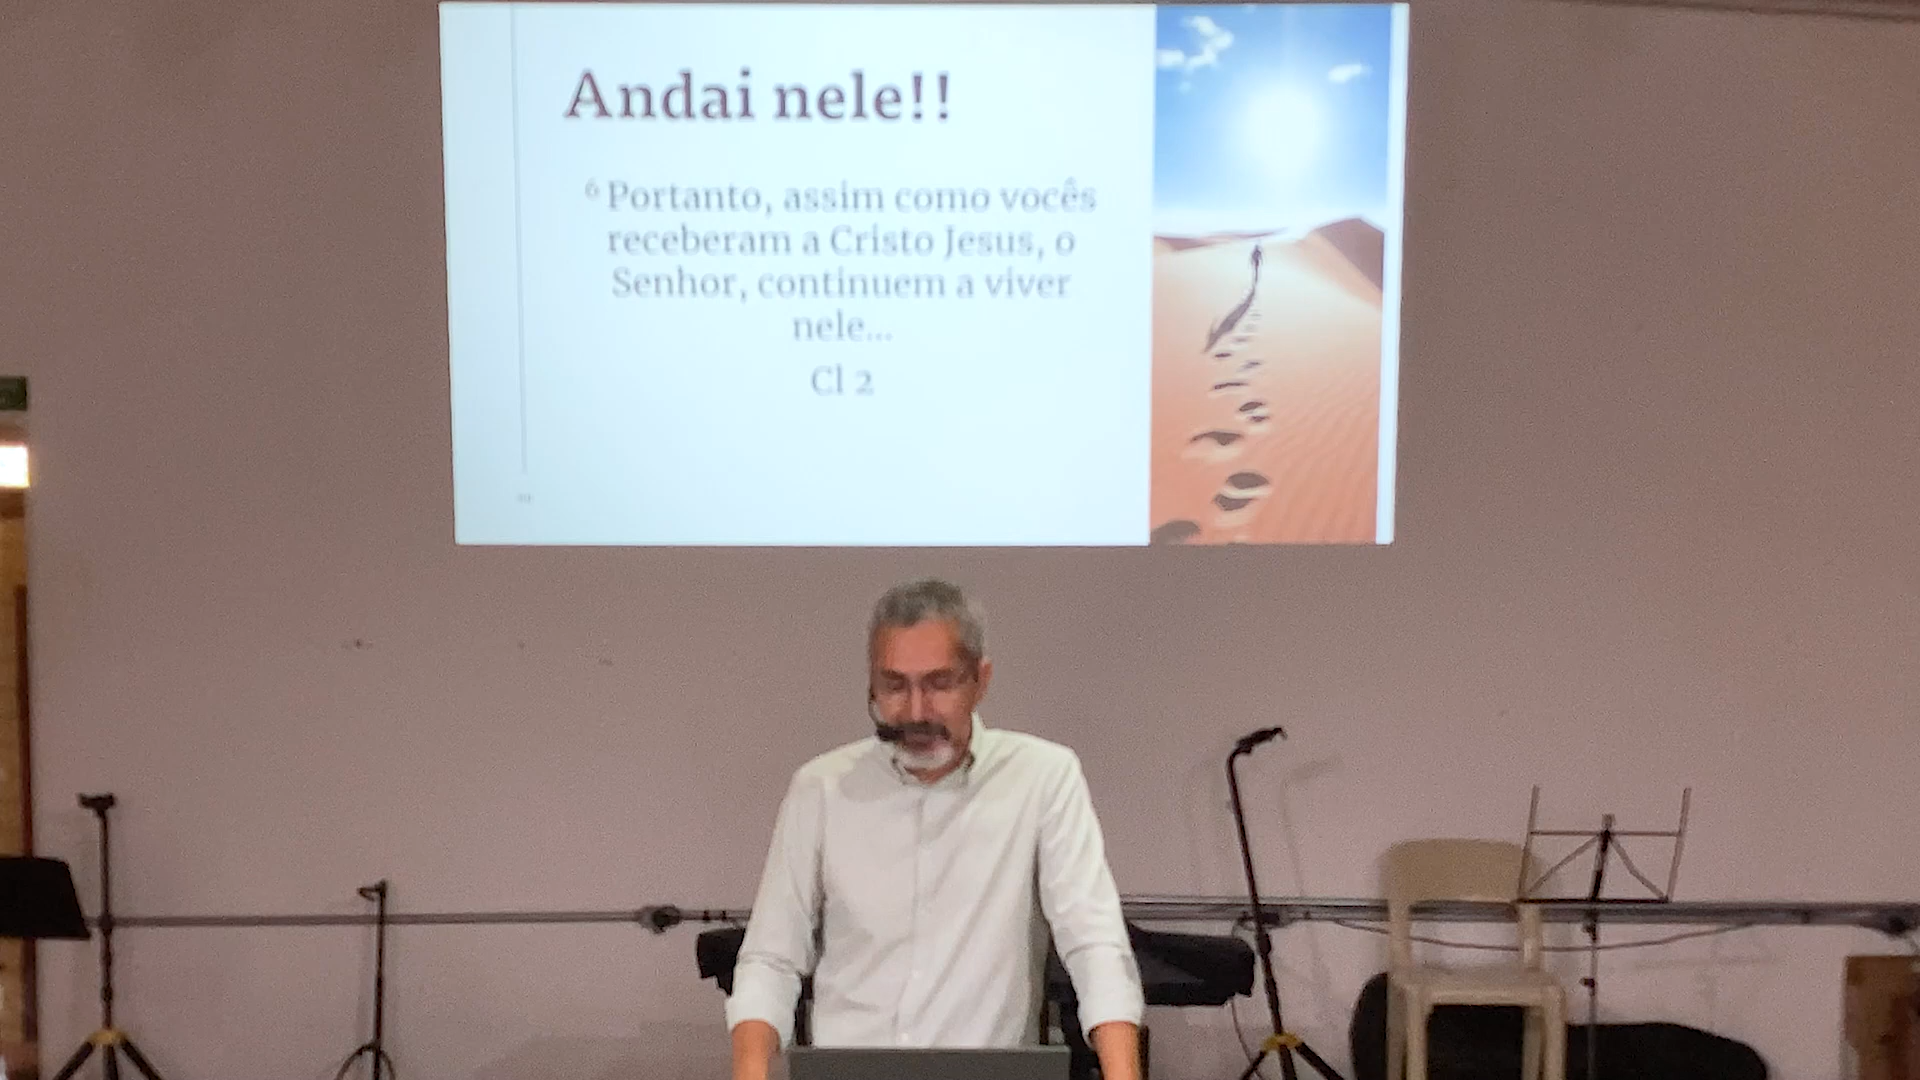 Andai nele!!
6 Portanto, assim como vocês
receberam a Cristo Jesus, o
Senhor, continuem a viver
nele...
Cl 2